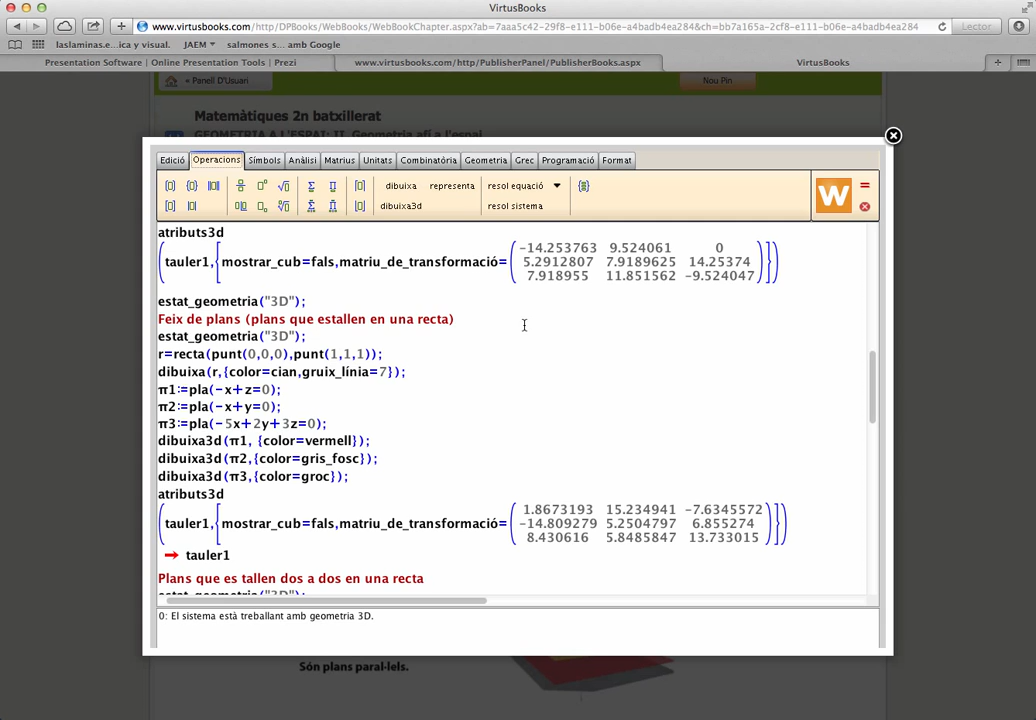 VirtusBooks
www.virtusbooks.com/http/DPBooks/WebBooks/WebBookChapter.aspx?ab=7aaa5c42-29f8-e111-b06e-a4badb4ea284&ch=bb7a165a-2cf8-e111-b06e-a4badb4ea284
Lector
laslaminas.e...ica y visual. JAEM salmones s... amb Google
Presentation Software | Online Presentation Tools | Prezi www.virtusbooks.com/http/PublisherPanel/PublisherBooks.aspx VirtusBooks
« Panell D'Usuari Nou Pin
Matemàtiques 2n batxillerat
GEOMETRIA A L'ESPAI: II. Geometria afí a l'espai
Edició Operacions Símbols Anàlisi Matrius Unitats Combinatória Geometria Grec Programació Format
dibuixa representa resol equació
dibuixa3d resol sistema
W
atributs3d
-14.253763 9.524061 0
(tauler1,{mostrar_cub=fals,matriu_de_transformació=( 5.2912807 7.9189625 14.25374 )}])
7.918955 11.851562 -9.524047
estat_geometria("3D");
Feix de plans (plans que estallen en una recta)
estat_geometria("3D");
r=recta(punt(0,0,0),punt(1,1,1));
dibuixa(r,{color=cian,gruix_línia=7});
π1:=pla(-x+z=0);
π2:=pla(-x+y=0);
π3:=pla(-5x+2y+3z=0);
dibuixa3d(π1, {color=vermell});
dibuixa3d(π2,{color=gris_fosc});
dibuixa3d(π3,{color=groc});
atributs3d
1.8673193 15.234941 -7.6345572
(tauler1,{mostrar_cub=fals,matriu_de_transformació=( -14.809279 5.2504797 6.855274 )}])
8.430616 5.8485847 13.733015
→ tauler1
Plans que es tallen dos a dos en una recta
estat_geometria("3D");
0: El sistema està treballant amb geometria 3D.
Són plans paral·lels.